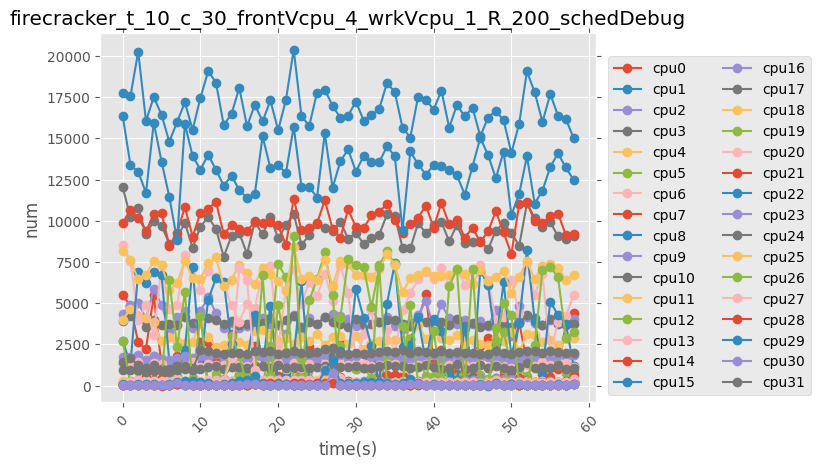 firecracker_t_10_c_30_frontVcpu_4_wrkVcpu_1_R_200_schedDebug
num
20000
17500
15000
12500
10000
7500
5000
2500
0
0
10
20
30
40
50
60
time(s)
cpu0
cpu1
cpu2
cpu3
cpu4
cpu5
cpu6
cpu7
cpu8
cpu9
cpu10
cpu11
cpu12
cpu13
cpu14
cpu15
cpu16
cpu17
cpu18
cpu19
cpu20
cpu21
cpu22
cpu23
cpu24
cpu25
cpu26
cpu27
cpu28
cpu29
cpu30
cpu31